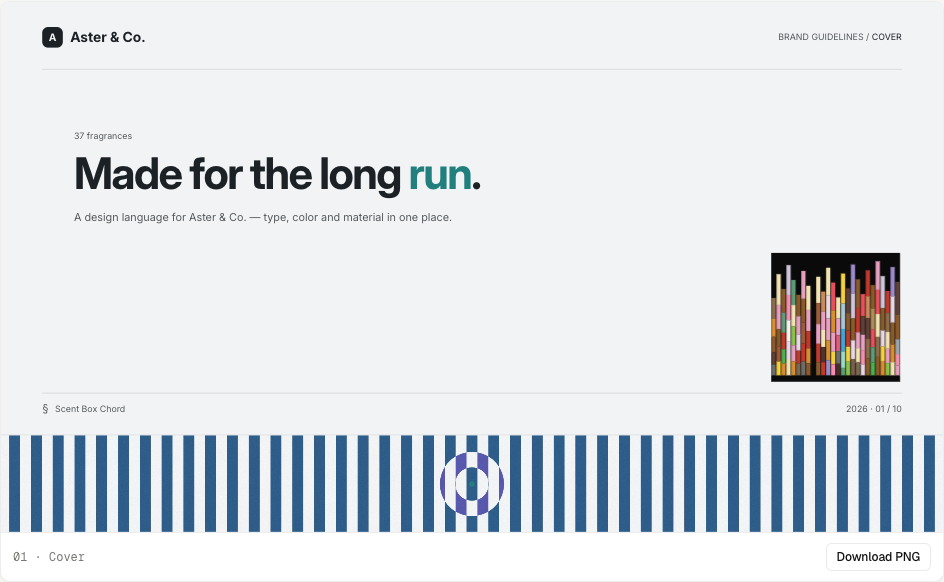 A Aster & Co.
BRAND GUIDELINES / COVER
37 fragrances
Made for the long run.
A design language for Aster & Co. — type, color and material in one place.
§ Scent Box Chord
2026 · 01 / 10
01 · Cover
Download PNG